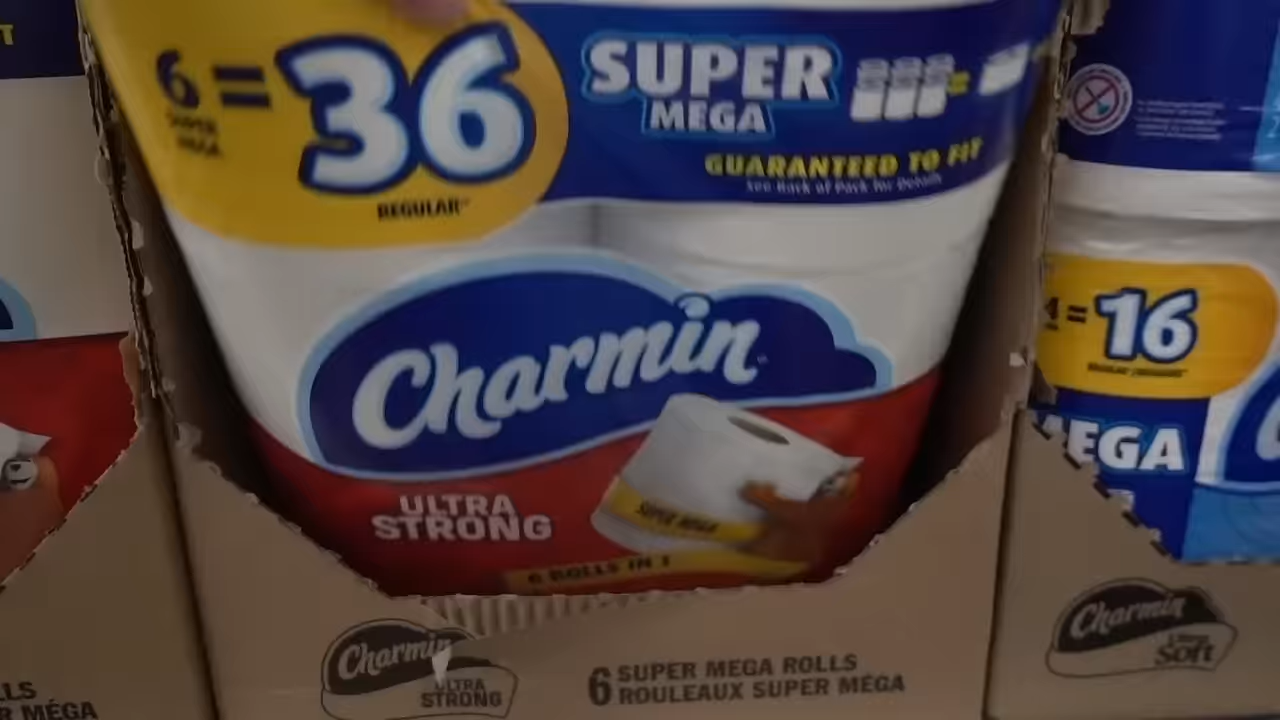 6 = 36
SUPER
MEGA
REGULAR**
SUPER
MEGA
GUARANTEED TO FIT
See Back of Pack for Details
Charmin
ULTRA
STRONG
SUPER MEGA
6 ROLLS IN 1
Charmin
ULTRA
STRONG
6 SUPER MEGA ROLLS
ROULEAUX SUPER MÉGA
4 = 16
MEGA
Charmin
Ultra
Soft
R MÉGA